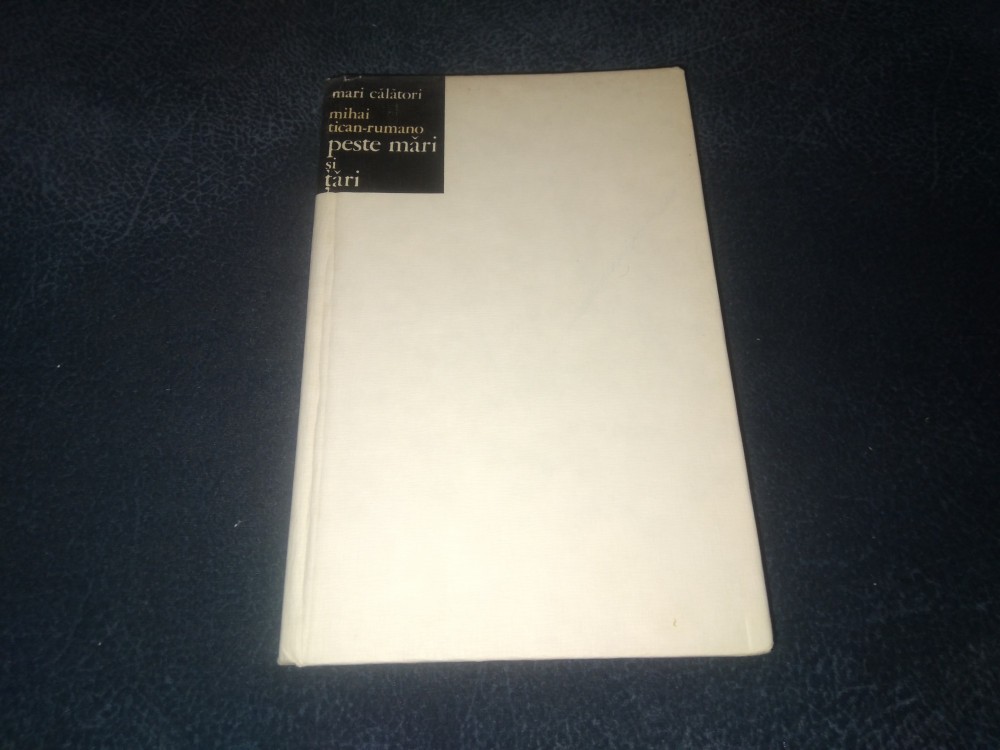 mari călători
mihai
tican-rumano
peste mări
și
țări